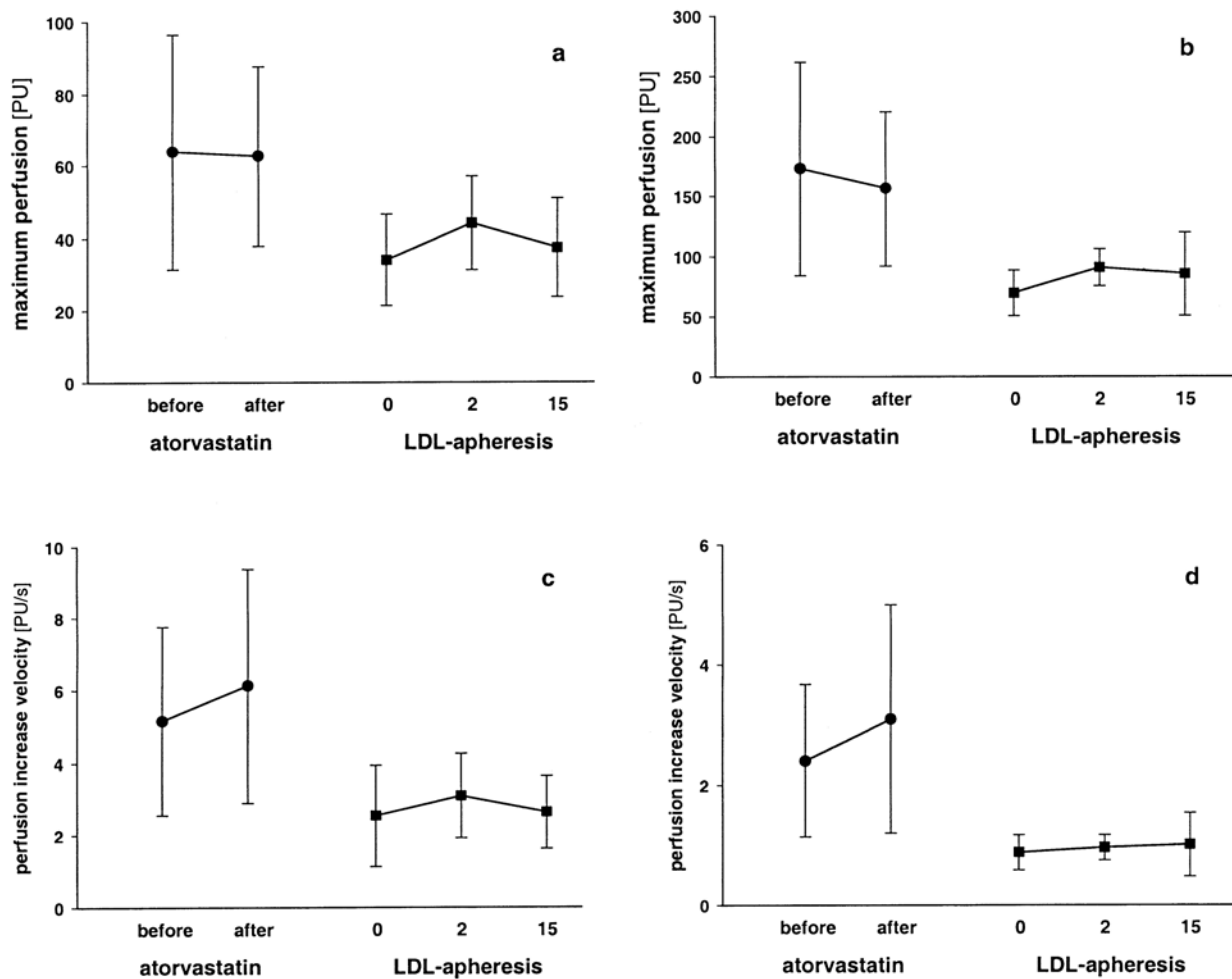 a
maximum perfusion [PU]
100
80
60
40
20
0
before after 0 2 15
atorvastatin LDL-apheresis
b
maximum perfusion [PU]
300
250
200
150
100
50
0
before after 0 2 15
atorvastatin LDL-apheresis
c
perfusion increase velocity [PU/s]
10
8
6
4
2
0
before after 0 2 15
atorvastatin LDL-apheresis
d
perfusion increase velocity [PU/s]
6
4
2
0
before after 0 2 15
atorvastatin LDL-apheresis